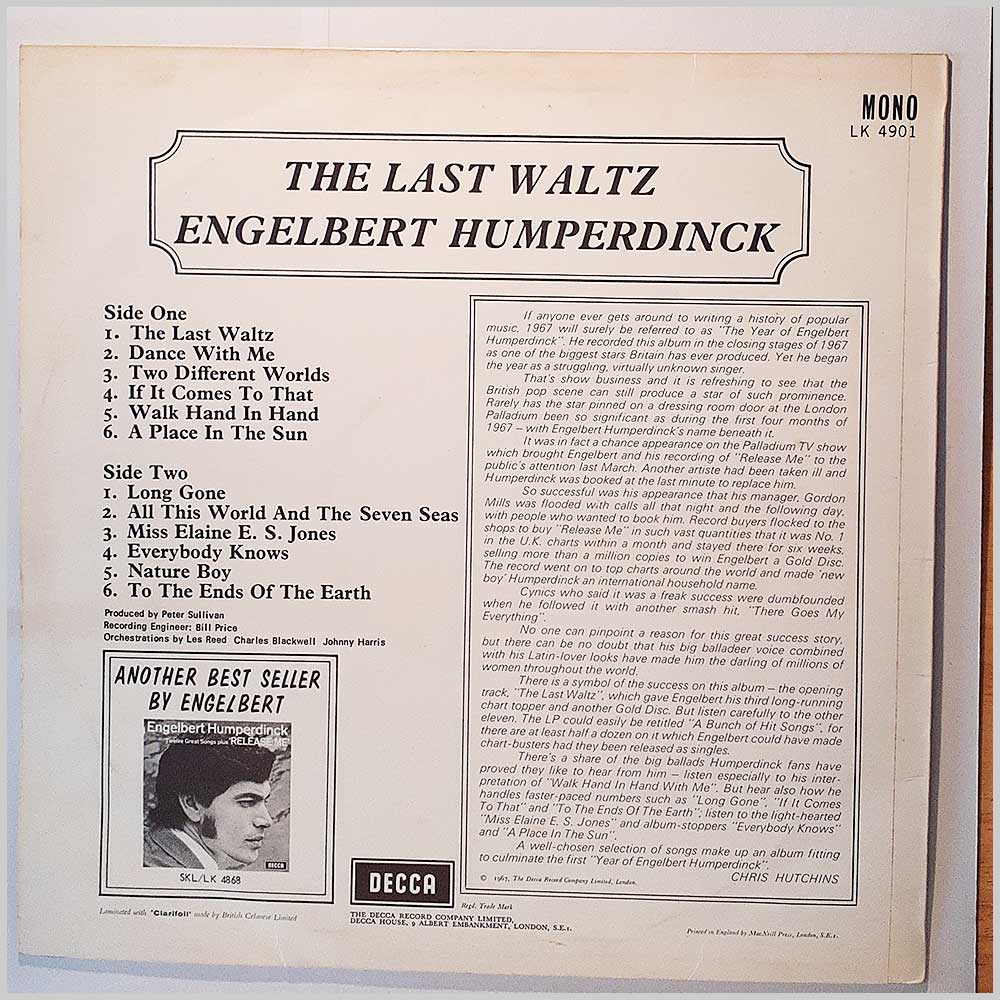 MONO
LK 4901
THE LAST WALTZ
ENGELBERT HUMPERDINCK
Side One
1. The Last Waltz
2. Dance With Me
3. Two Different Worlds
4. If It Comes To That
5. Walk Hand In Hand
6. A Place In The Sun
Side Two
1. Long Gone
2. All This World And The Seven Seas
3. Miss Elaine E. S. Jones
4. Everybody Knows
5. Nature Boy
6. To The Ends Of The Earth
Produced by Peter Sullivan
Recording Engineer: Bill Price
Orchestrations by Les Reed Charles Blackwell Johnny Harris
ANOTHER BEST SELLER
BY ENGELBERT
Engelbert Humperdinck
Twelve Great Songs plus 'RELEASE ME'
DECCA
SKL/LK 4868
If anyone ever gets around to writing a history of popular
music, 1967 will surely be referred to as "The Year of Engelbert
Humperdinck". He recorded this album in the closing stages of 1967
as one of the biggest stars Britain has ever produced. Yet he began
the year as a struggling, virtually unknown singer.
That's show business and it is refreshing to see that the
British pop scene can still produce a star of such prominence.
Rarely has the star pinned on a dressing room door at the London
Palladium been so significant as during the first four months of
1967 – with Engelbert Humperdinck's name beneath it.
It was in fact a chance appearance on the Palladium TV show
which brought Engelbert and his recording of "Release Me" to the
public's attention last March. Another artiste had been taken ill and
Humperdinck was booked at the last minute to replace him.
So successful was his appearance that his manager, Gordon
Mills was flooded with calls all that night and the following day,
with people who wanted to book him. Record buyers flocked to the
shops to buy "Release Me" in such vast quantities that it was No. 1
in the U.K. charts within a month and stayed there for six weeks,
selling more than a million copies to win Engelbert a Gold Disc.
The record went on to top charts around the world and made 'new
boy' Humperdinck an international household name.
Cynics who said it was a freak success were dumbfounded
when he followed it with another smash hit, "There Goes My
Everything".
No one can pinpoint a reason for this great success story,
but there can be no doubt that his big balladeer voice combined
with his Latin-lover looks have made him the darling of millions of
women throughout the world.
There is a symbol of the success on this album – the opening
track, "The Last Waltz", which gave Engelbert his third long-running
chart topper and another Gold Disc. But listen carefully to the other
eleven. The LP could easily be retitled "A Bunch of Hit Songs", for
there are at least half a dozen on it which Engelbert could have made
chart-busters had they been released as singles.
There's a share of the big ballads Humperdinck fans have
proved they like to hear from him – listen especially to his inter-
pretation of "Walk Hand In Hand With Me". But hear also how he
handles faster-paced numbers such as "Long Gone", "If It Comes
To That" and "To The Ends Of The Earth"; listen to the light-hearted
"Miss Elaine E. S. Jones" and album-stoppers "Everybody Knows"
and "A Place In The Sun".
A well-chosen selection of songs make up an album fitting
to culminate the first "Year of Engelbert Humperdinck".
CHRIS HUTCHINS
© 1967, The Decca Record Company Limited, London.
DECCA
Regd. Trade Mark
THE DECCA RECORD COMPANY LIMITED,
DECCA HOUSE, 9 ALBERT EMBANKMENT, LONDON, S.E.1.
Laminated with 'Clarifoil' made by British Celanese Limited
Printed in England by MacNeill Press, London, S.E.1.